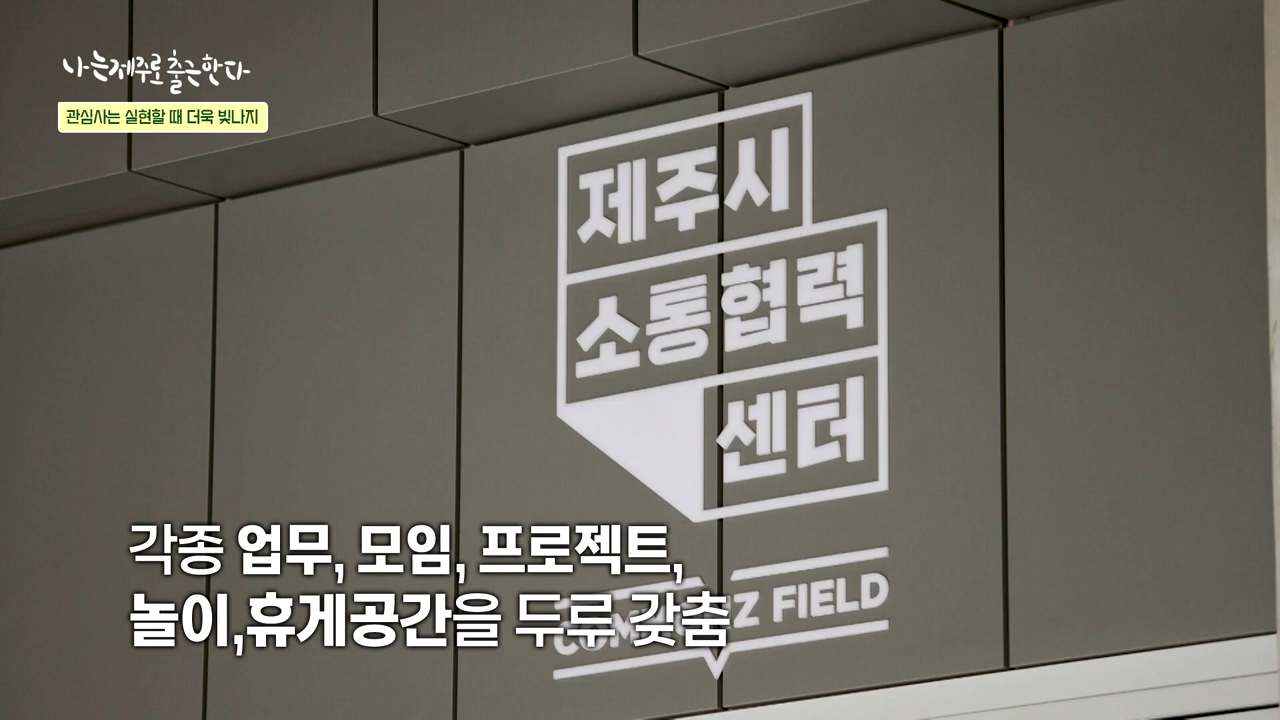 나는 제주로 출근한다
관심사는 실현할 때 더욱 빛나지
제주시
소통협력
센터
FIELD
각종 업무, 모임, 프로젝트,
놀이,휴게공간을 두루 갖춤